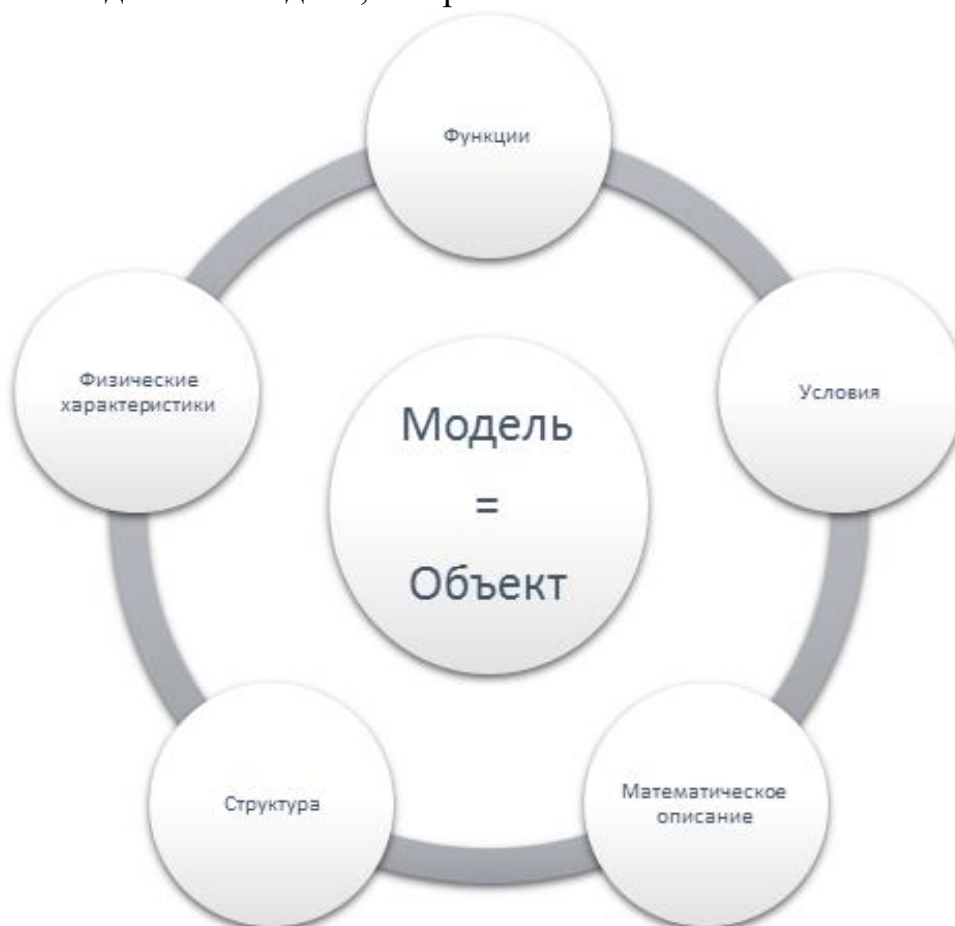 Функции
Условия
Математическое
описание
Структура
Физические
характеристики
Модель
=
Объект